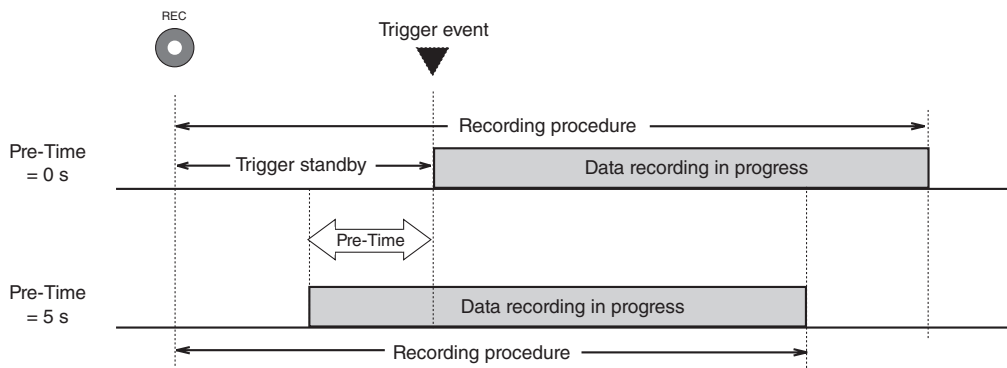 REC
Trigger event
Recording procedure
Pre-Time
= 0 s
Trigger standby
Data recording in progress
Pre-Time
Pre-Time
= 5 s
Data recording in progress
Recording procedure